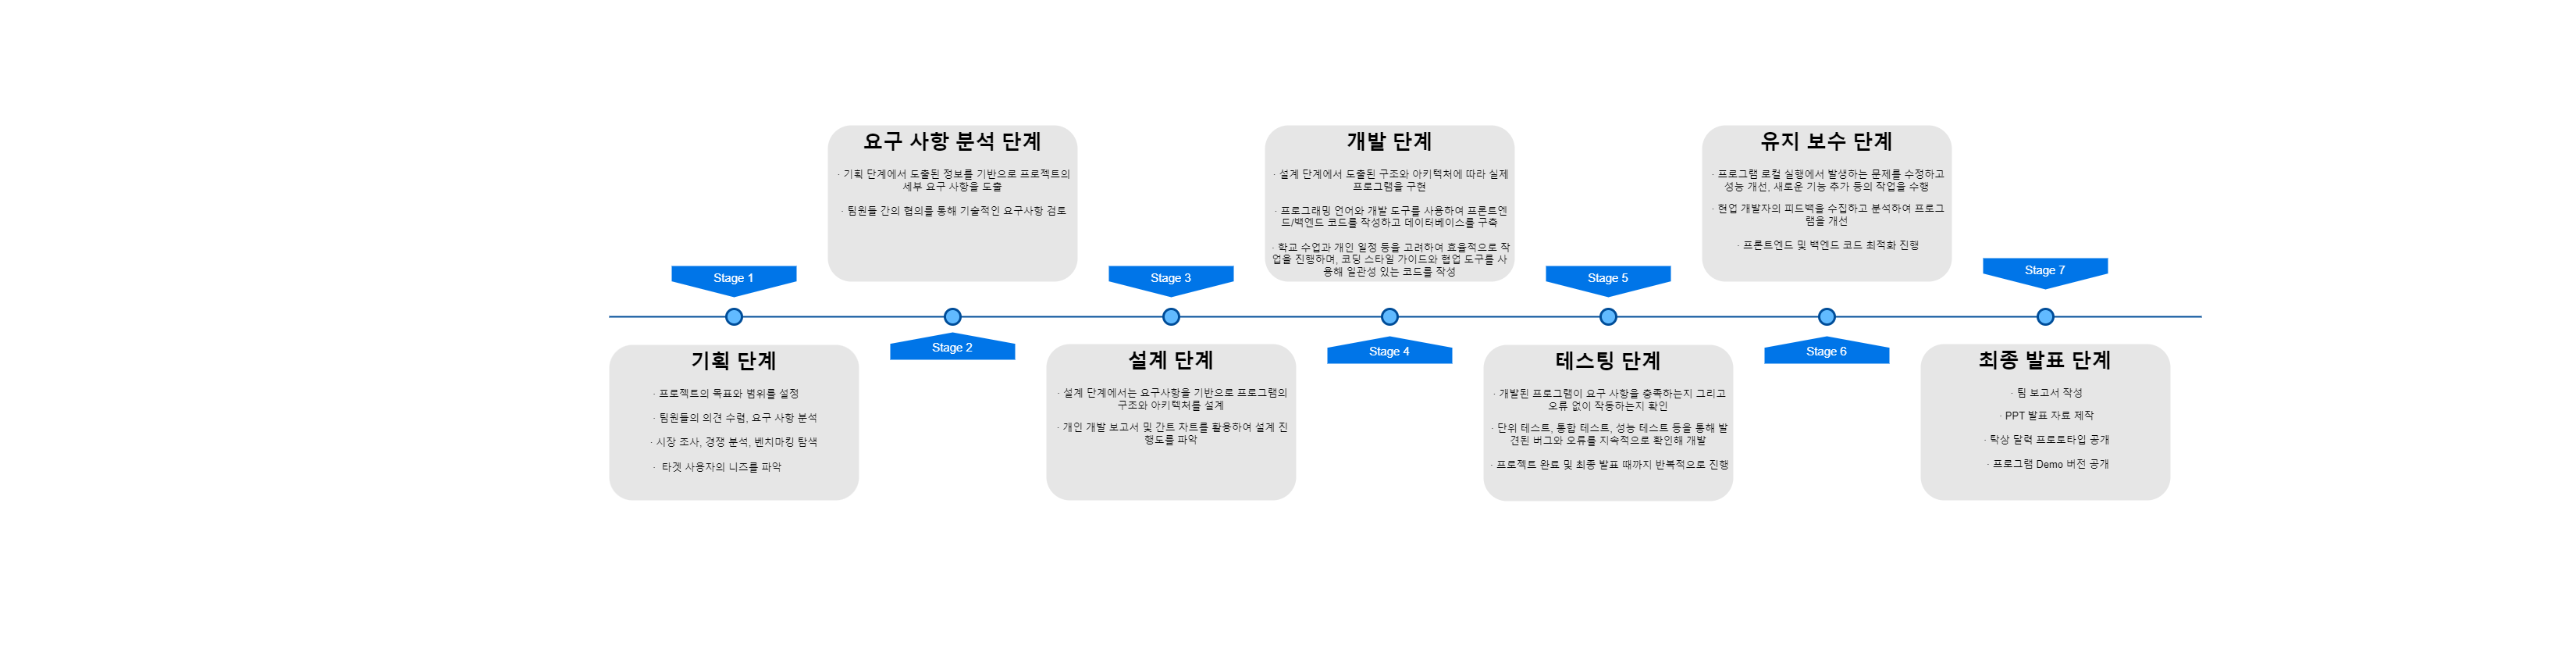 요구 사항 분석 단계
· 기획 단계에서 도출된 정보를 기반으로 프로젝트의
세부 요구 사항을 도출
· 팀원들 간의 협의를 통해 기술적인 요구사항 검토
개발 단계
· 설계 단계에서 도출된 구조와 아키텍처에 따라 실제
프로그램을 구현
· 프로그래밍 언어와 개발 도구를 사용하여 프론트엔
드/백엔드 코드를 작성하고 데이터베이스를 구축
· 학교 수업과 개인 일정 등을 고려하여 효율적으로 작
업을 진행하며, 코딩 스타일 가이드와 협업 도구를 사
용해 일관성 있는 코드를 작성
유지 보수 단계
· 프로그램 로컬 실행에서 발생하는 문제를 수정하고
성능 개선, 새로운 기능 추가 등의 작업을 수행
· 현업 개발자의 피드백을 수집하고 분석하여 프로그
램을 개선
· 프론트엔드 및 백엔드 코드 최적화 진행
Stage 1
Stage 2
Stage 3
Stage 4
Stage 5
Stage 6
Stage 7
기획 단계
· 프로젝트의 목표와 범위를 설정
· 팀원들의 의견 수렴, 요구 사항 분석
· 시장 조사, 경쟁 분석, 벤치마킹 탐색
· 타겟 사용자의 니즈를 파악
설계 단계
· 설계 단계에서는 요구사항을 기반으로 프로그램의
구조와 아키텍처를 설계
· 개인 개발 보고서 및 간트 차트를 활용하여 설계 진
행도를 파악
테스팅 단계
· 개발된 프로그램이 요구 사항을 충족하는지 그리고
오류 없이 작동하는지 확인
· 단위 테스트, 통합 테스트, 성능 테스트 등을 통해 발
견된 버그와 오류를 지속적으로 확인해 개발
· 프로젝트 완료 및 최종 발표 때까지 반복적으로 진행
최종 발표 단계
· 팀 보고서 작성
· PPT 발표 자료 제작
· 탁상 달력 프로토타입 공개
· 프로그램 Demo 버전 공개